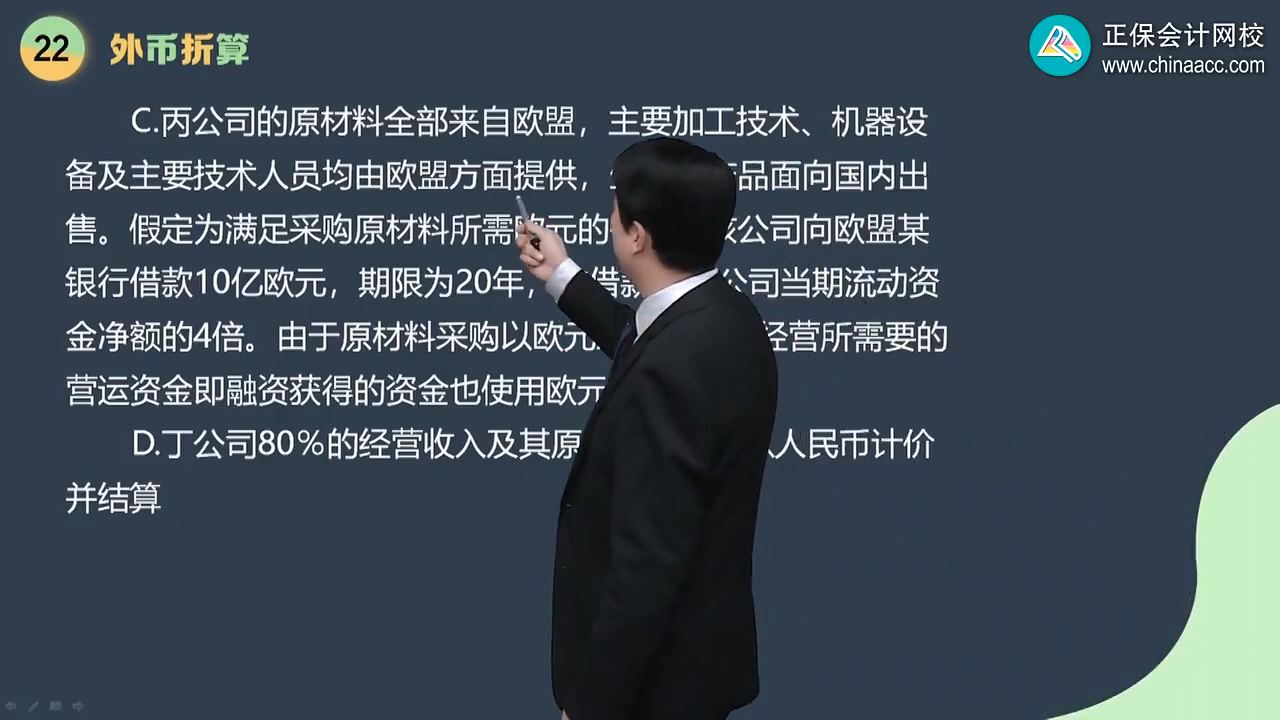 22 外币折算
正保会计网校
www.chinaacc.com
C.丙公司的原材料全部来自欧盟，主要加工技术、机器设
备及主要技术人员均由欧盟方面提供，品面向国内出
售。假定为满足采购原材料所需欧元的公司向欧盟某
银行借款10亿欧元，期限为20年，借公司当期流动资
金净额的4倍。由于原材料采购以欧元经营所需要的
营运资金即融资获得的资金也使用欧元
D.丁公司80%的经营收入及其原人民币计价
并结算